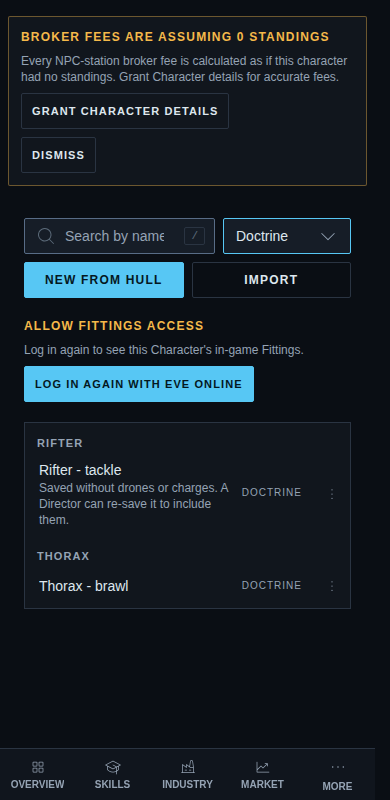 BROKER FEES ARE ASSUMING 0 STANDINGS
Every NPC-station broker fee is calculated as if this character
had no standings. Grant Character details for accurate fees.
GRANT CHARACTER DETAILS
DISMISS
Search by name /
Doctrine
NEW FROM HULL
IMPORT
ALLOW FITTINGS ACCESS
Log in again to see this Character's in-game Fittings.
LOG IN AGAIN WITH EVE ONLINE
RIFTER
Rifter - tackle
Saved without drones or charges. A
Director can re-save it to include
them.
DOCTRINE
THORAX
Thorax - brawl
DOCTRINE
OVERVIEW
SKILLS
INDUSTRY
MARKET
MORE